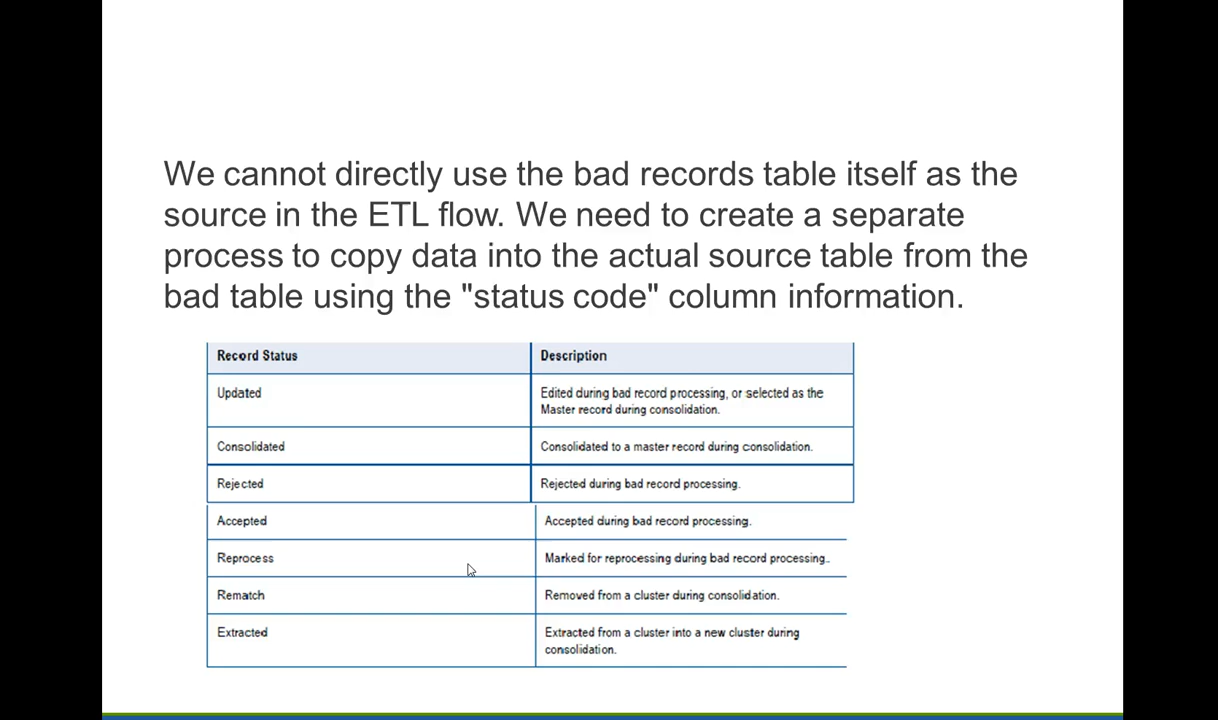 We cannot directly use the bad records table itself as the
source in the ETL flow. We need to create a separate
process to copy data into the actual source table from the
bad table using the "status code" column information.
Record Status Description
Updated Edited during bad record processing, or selected as the
Master record during consolidation.
Consolidated Consolidated to a master record during consolidation.
Rejected Rejected during bad record processing.
Accepted Accepted during bad record processing.
Reprocess Marked for reprocessing during bad record processing..
Rematch Removed from a cluster during consolidation.
Extracted Extracted from a cluster into a new cluster during
consolidation.